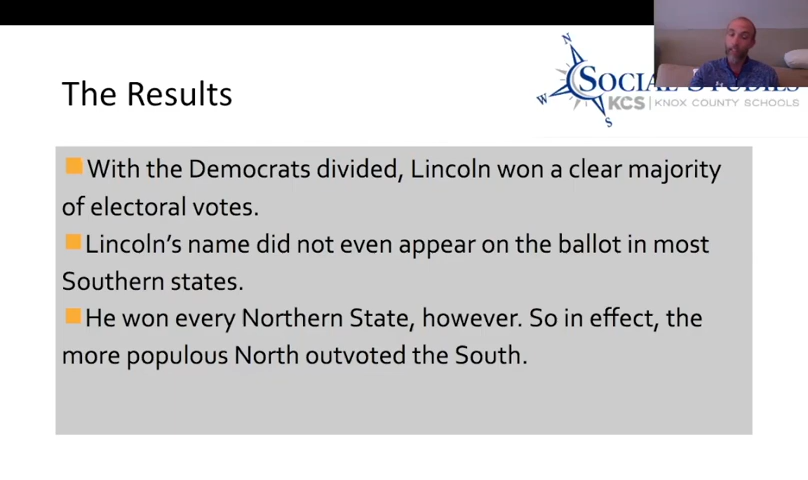 The Results
N
SOCIAL STUDIES
W
KCS | KNOX COUNTY SCHOOLS
S
With the Democrats divided, Lincoln won a clear majority
of electoral votes.
Lincoln's name did not even appear on the ballot in most
Southern states.
He won every Northern State, however. So in effect, the
more populous North outvoted the South.